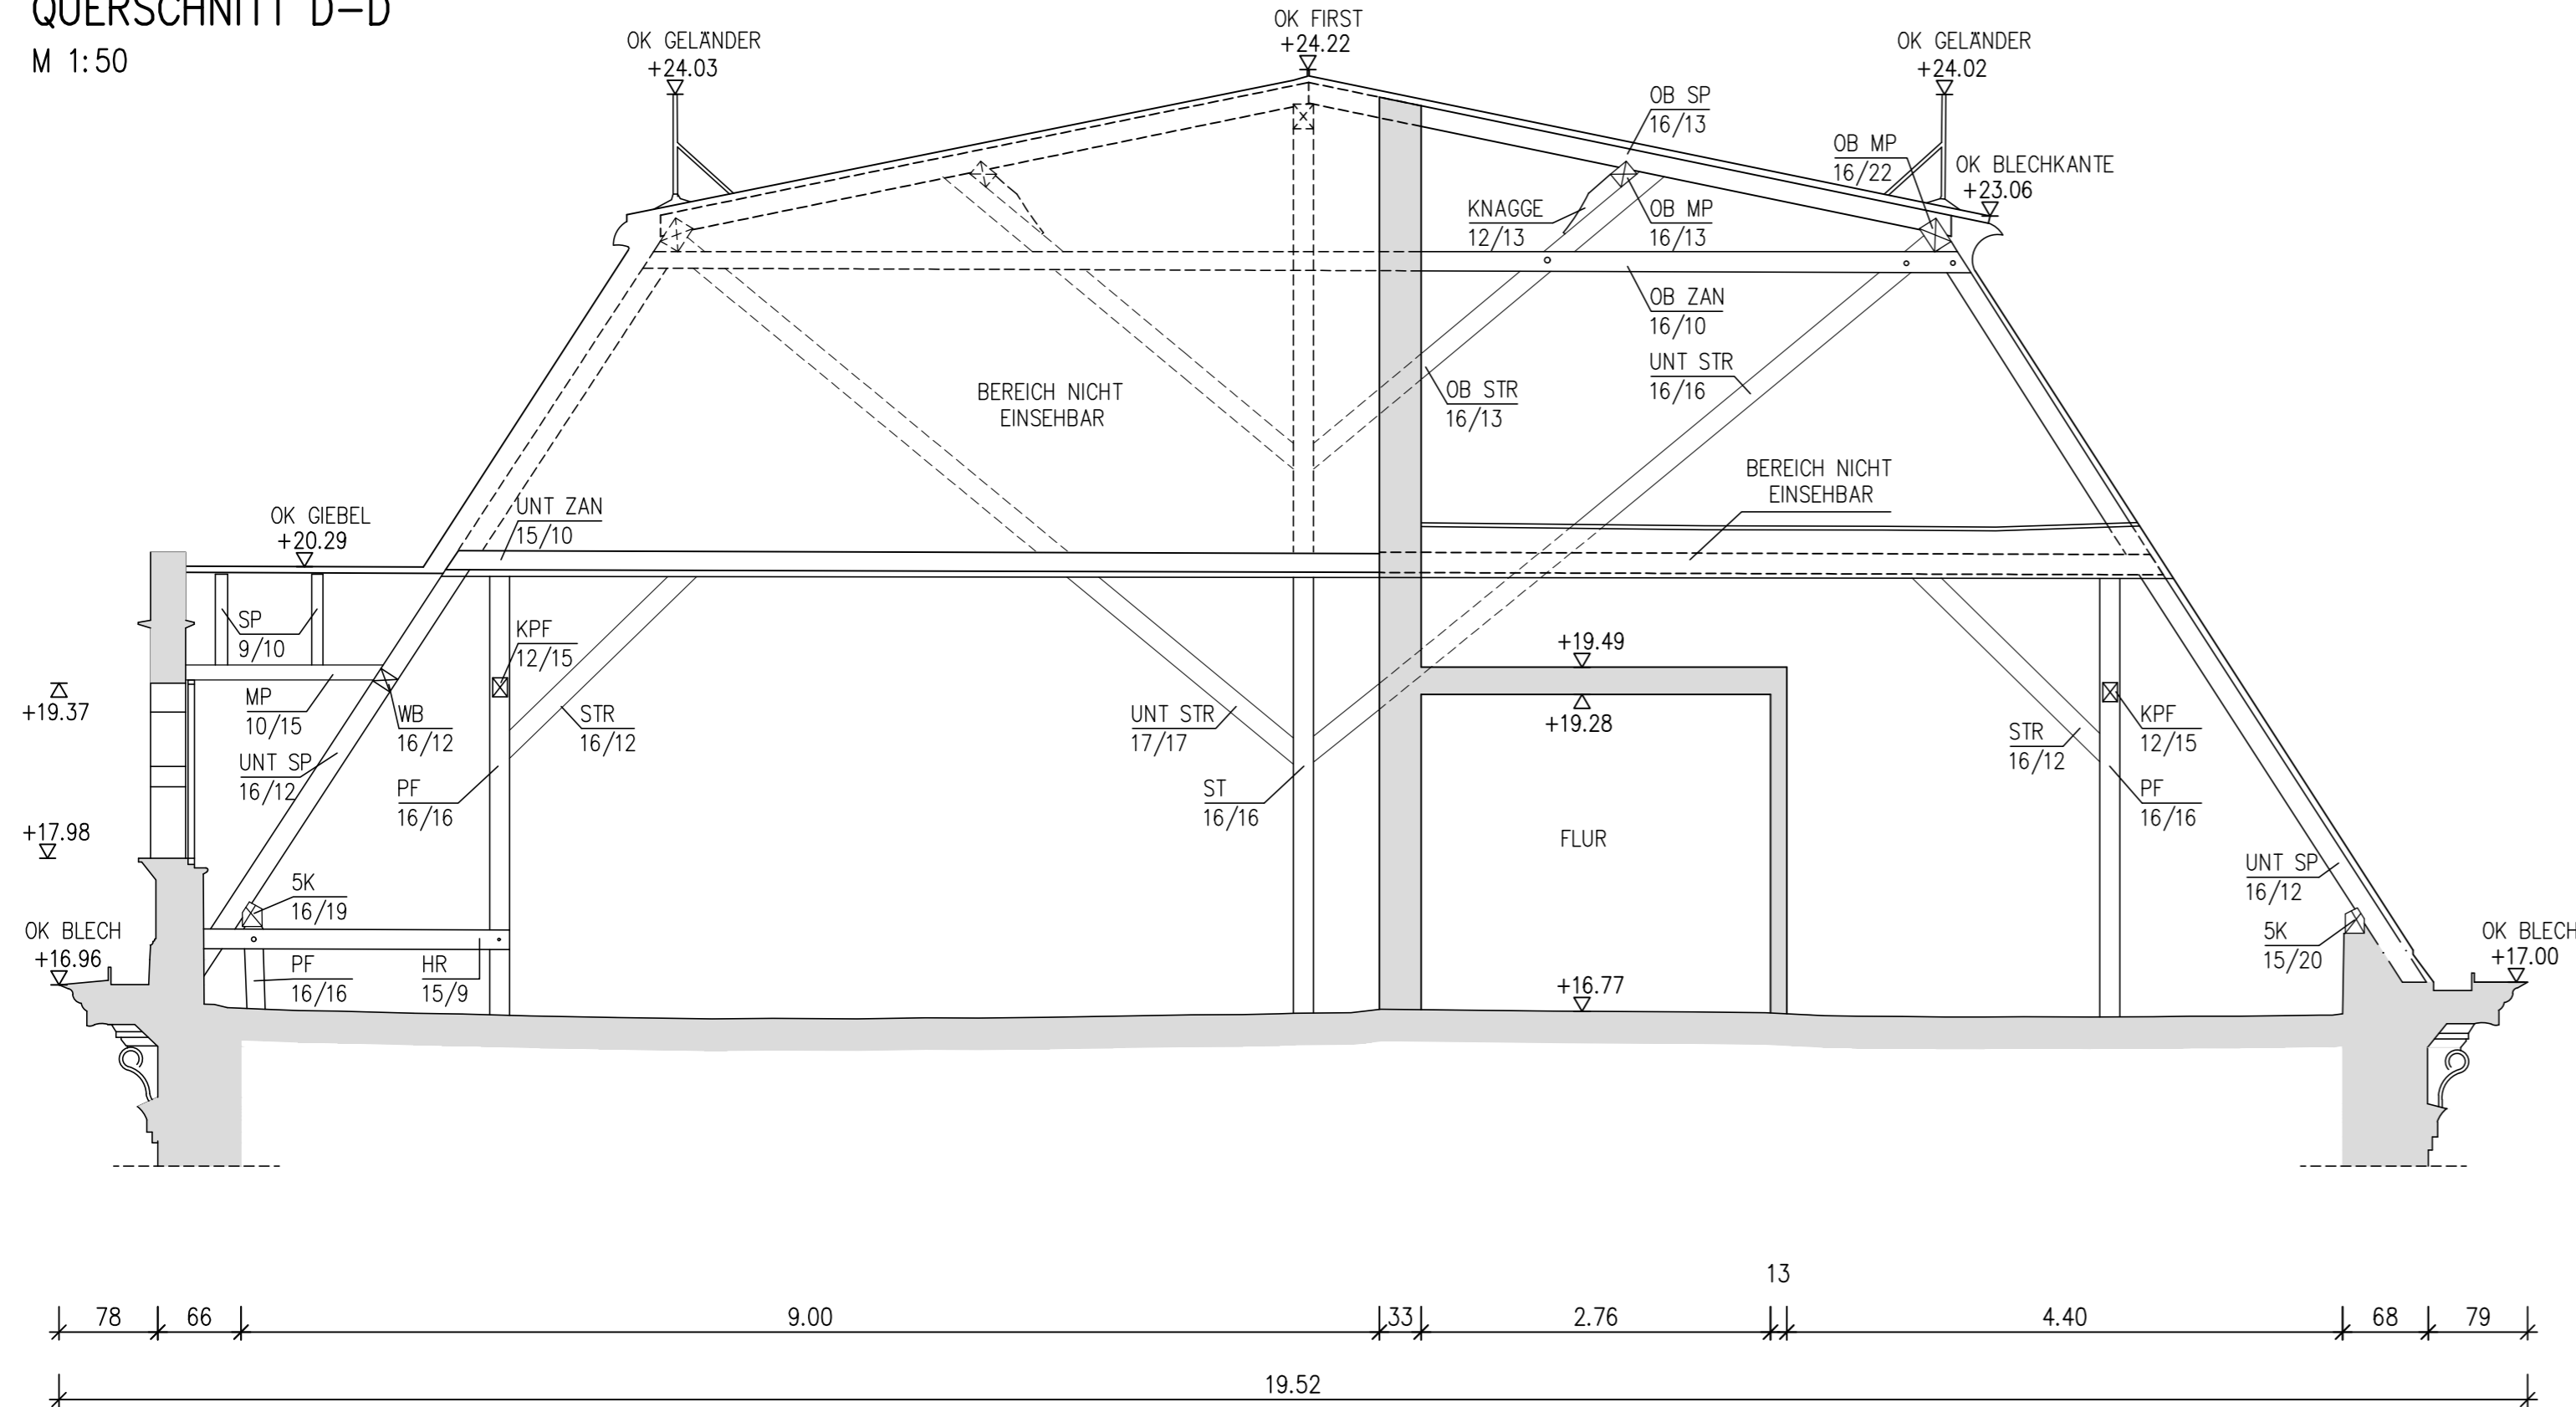 QUERSCHNITT D-D
M 1:50
OK GELÄNDER
+24.03
OK FIRST
+24.22
OK GELÄNDER
+24.02
OB SP
16/13
OB MP
16/22
OK BLECHKANTE
+23.06
KNAGGE
12/13
OB MP
16/13
OB ZAN
16/10
UNT STR
16/16
OB STR
16/13
BEREICH NICHT
EINSEHBAR
BEREICH NICHT
EINSEHBAR
UNT ZAN
15/10
OK GIEBEL
+20.29
SP
9/10
KPF
12/15
+19.49
+19.37
MP
10/15
WB
16/12
STR
16/12
UNT STR
17/17
+19.28
STR
16/12
KPF
12/15
UNT SP
16/12
PF
16/16
ST
16/16
PF
16/16
+17.98
FLUR
UNT SP
16/12
5K
16/19
OK BLECH
+16.96
PF
16/16
HR
15/9
+16.77
5K
15/20
OK BLECH
+17.00
13
78 66 9.00 33 2.76 4.40 68 79
19.52